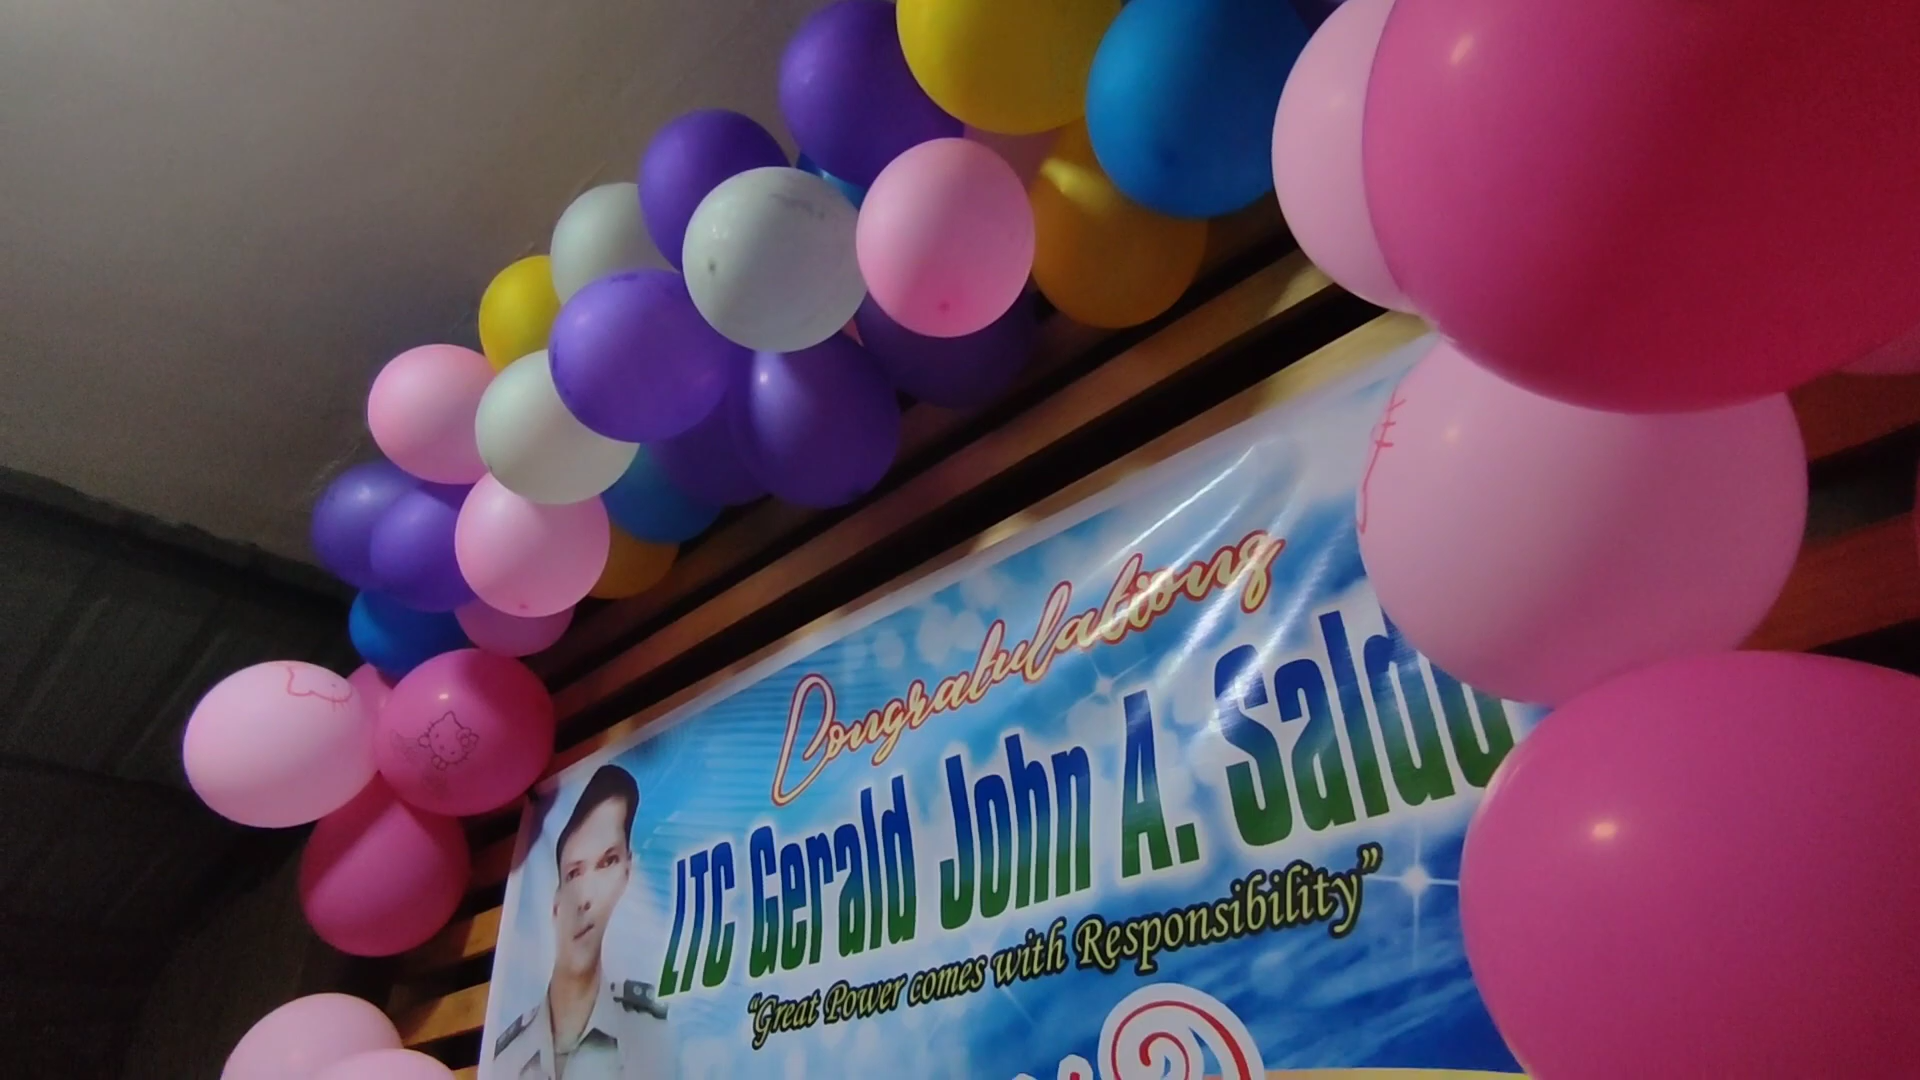 Congratulations
LTC Gerald John A.
"Great Power comes with Responsibility"